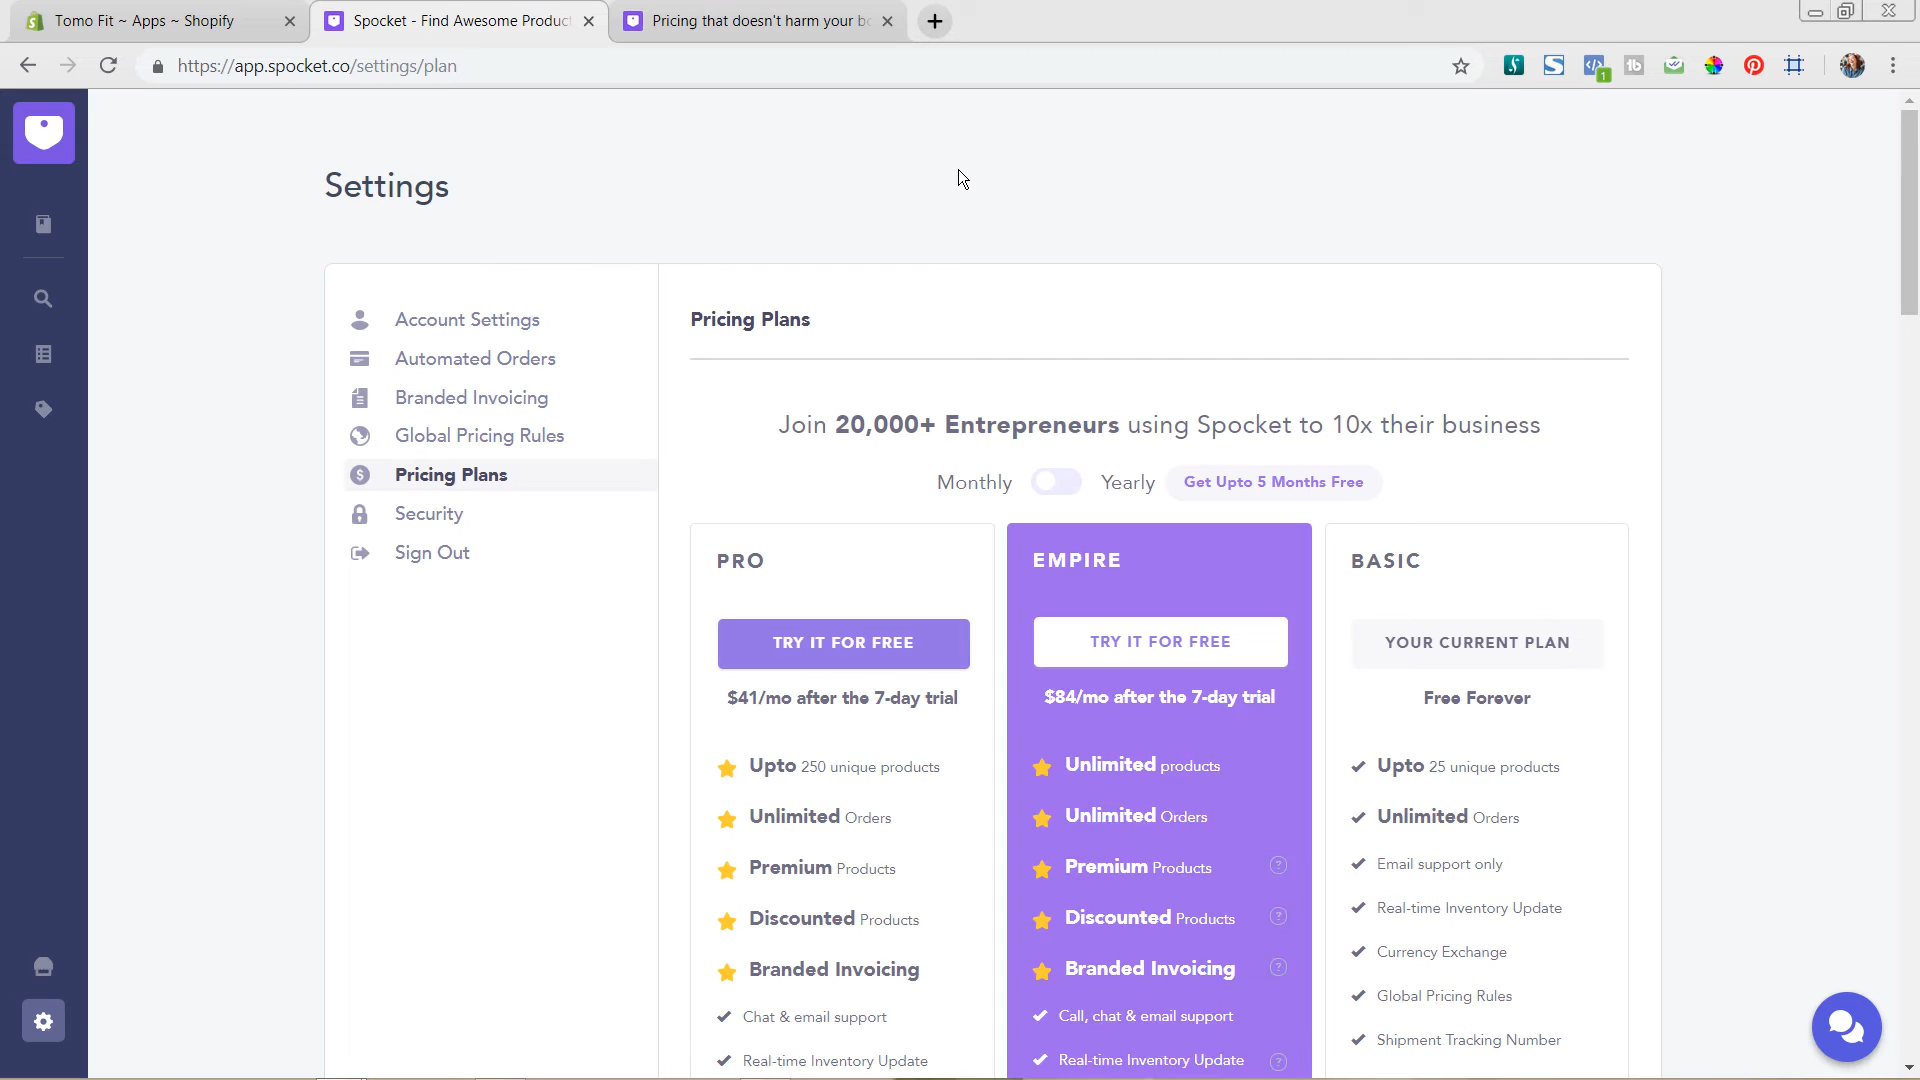 Tomo Fit ~ Apps ~ Shopify
Spocket - Find Awesome Produc
Pricing that doesn't harm your b
https://app.spocket.co/settings/plan
1
tb
Settings
Account Settings
Automated Orders
Branded Invoicing
Global Pricing Rules
Pricing Plans
Security
Sign Out
Pricing Plans
Join 20,000+ Entrepreneurs using Spocket to 10x their business
Monthly
Yearly
Get Upto 5 Months Free
PRO
TRY IT FOR FREE
$41/mo after the 7-day trial
Upto 250 unique products
Unlimited Orders
Premium Products
Discounted Products
Branded Invoicing
Chat & email support
Real-time Inventory Update
EMPIRE
TRY IT FOR FREE
$84/mo after the 7-day trial
Unlimited products
Unlimited Orders
Premium Products ?
Discounted Products ?
Branded Invoicing ?
Call, chat & email support
Real-time Inventory Update ?
BASIC
YOUR CURRENT PLAN
Free Forever
Upto 25 unique products
Unlimited Orders
Email support only
Real-time Inventory Update
Currency Exchange
Global Pricing Rules
Shipment Tracking Number